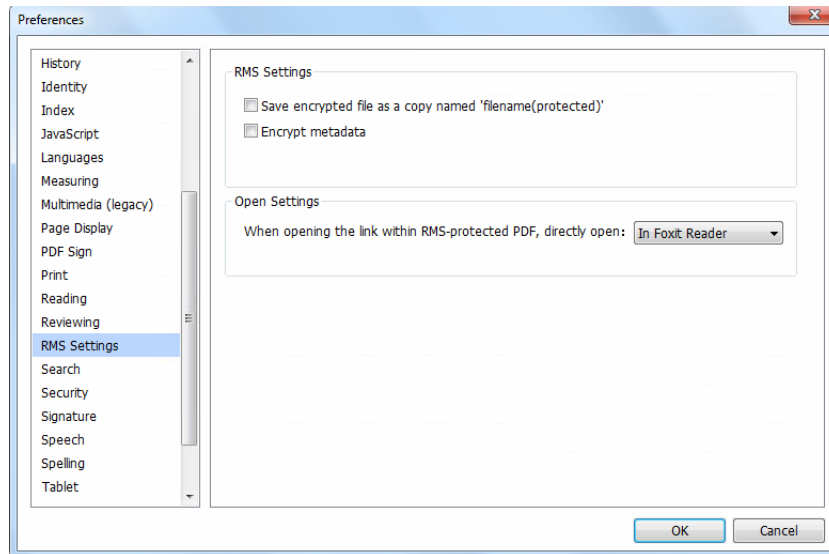 Preferences
History
Identity
Index
JavaScript
Languages
Measuring
Multimedia (legacy)
Page Display
PDF Sign
Print
Reading
Reviewing
RMS Settings
Search
Security
Signature
Speech
Spelling
Tablet
RMS Settings
Save encrypted file as a copy named 'filename(protected)'
Encrypt metadata
Open Settings
When opening the link within RMS-protected PDF, directly open: In Foxit Reader
OK Cancel